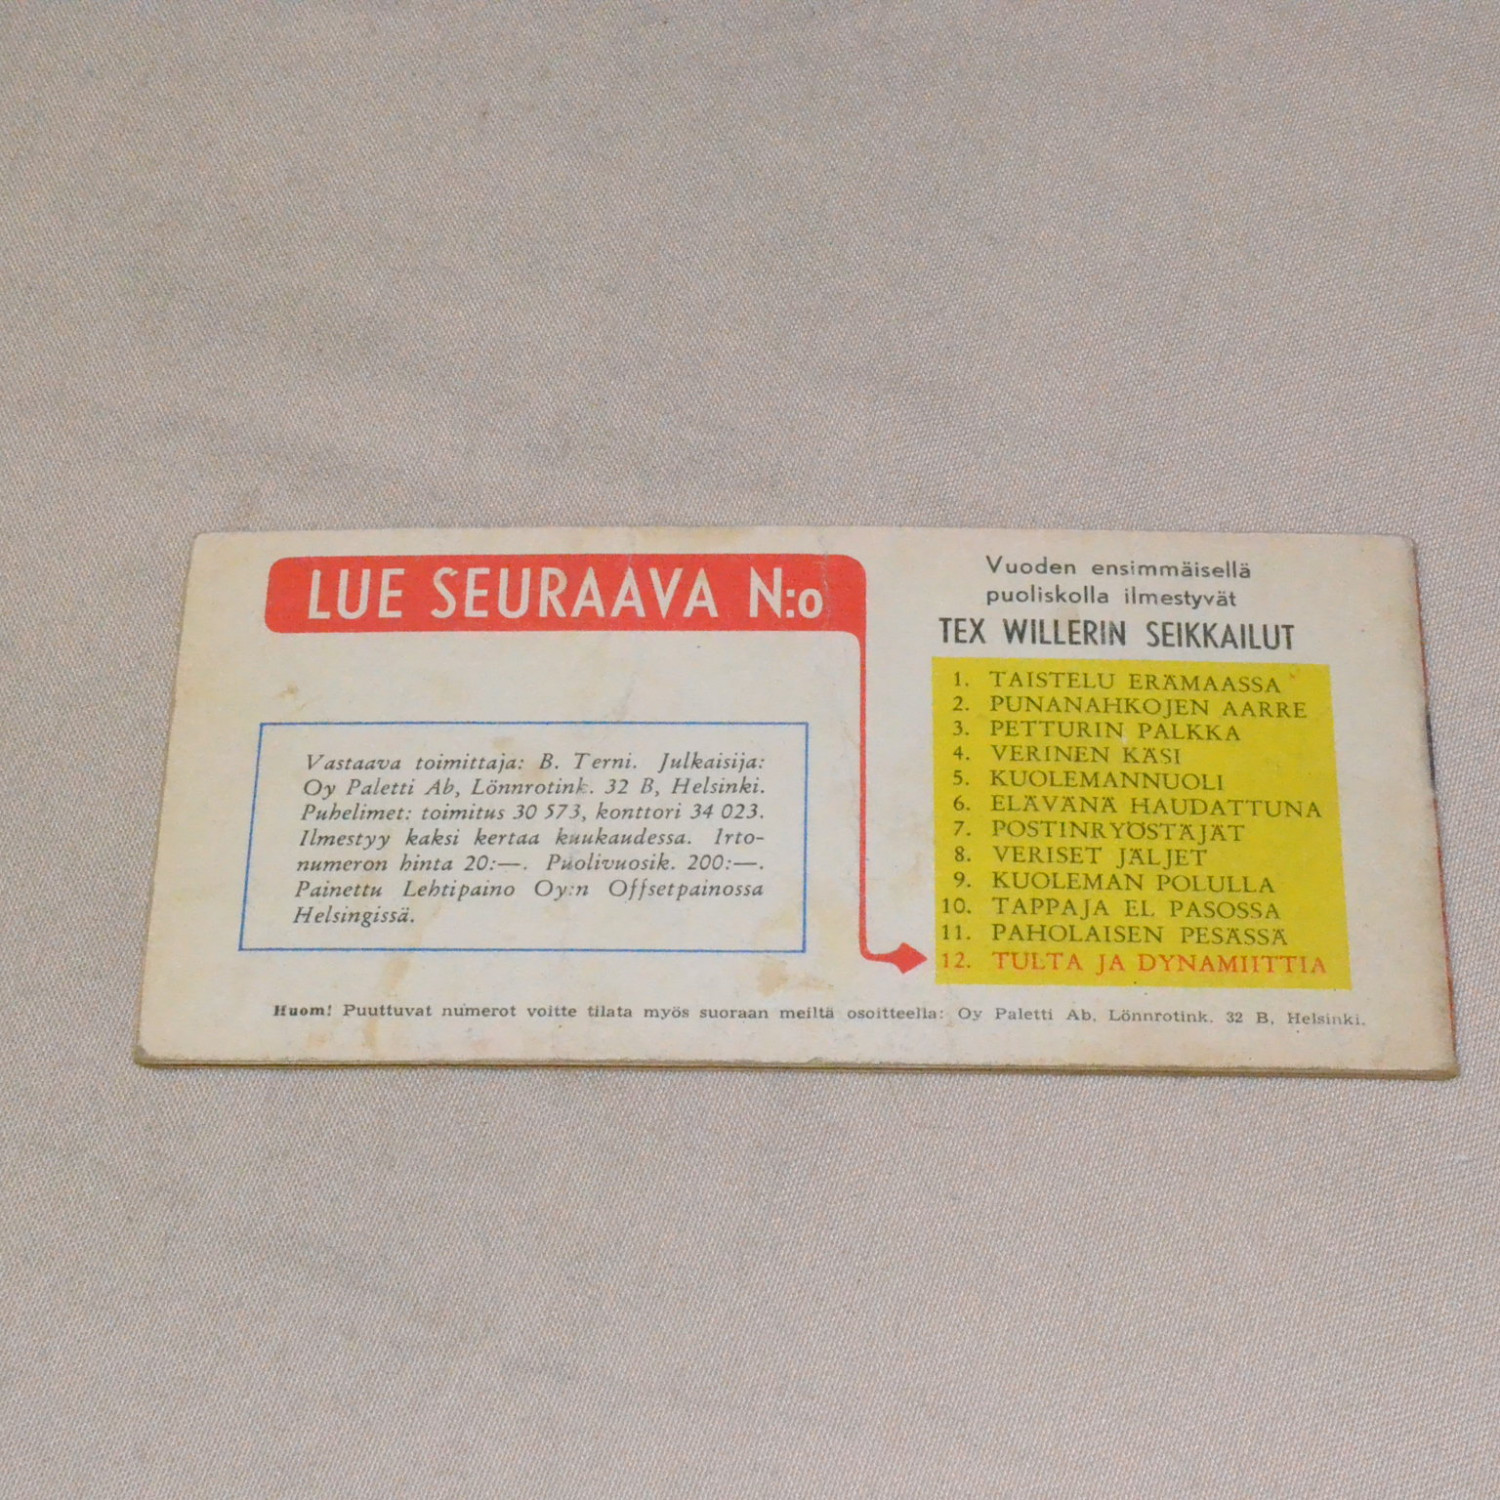 LUE SEURAAVA N:o
Vastaava toimittaja: B. Terni. Julkaisija:
Oy Paletti Ab, Lönnrotink. 32 B, Helsinki.
Puhelimet: toimitus 30 573, konttori 34 023.
Ilmestyy kaksi kertaa kuukaudessa. Irto-
numeron hinta 20:—. Puolivuosik. 200:—.
Painettu Lehtipaino Oy:n Offsetpainossa
Helsingissä.
Vuoden ensimmäisellä
puoliskolla ilmestyvät
TEX WILLERIN SEIKKAILUT
1. TAISTELU ERÄMAASSA
2. PUNANAHKOJEN AARRE
3. PETTURIN PALKKA
4. VERINEN KÄSI
5. KUOLEMANNUOLI
6. ELÄVÄNÄ HAUDATTUNA
7. POSTINRYÖSTÄJÄT
8. VERISET JÄLJET
9. KUOLEMAN POLULLA
10. TAPPAJA EL PASOSSA
11. PAHOLAISEN PESÄSSÄ
12. TULTA JA DYNAMIITTIA
Huom! Puuttuvat numerot voitte tilata myös suoraan meiltä osoitteella: Oy Paletti Ab, Lönnrotink. 32 B, Helsinki.